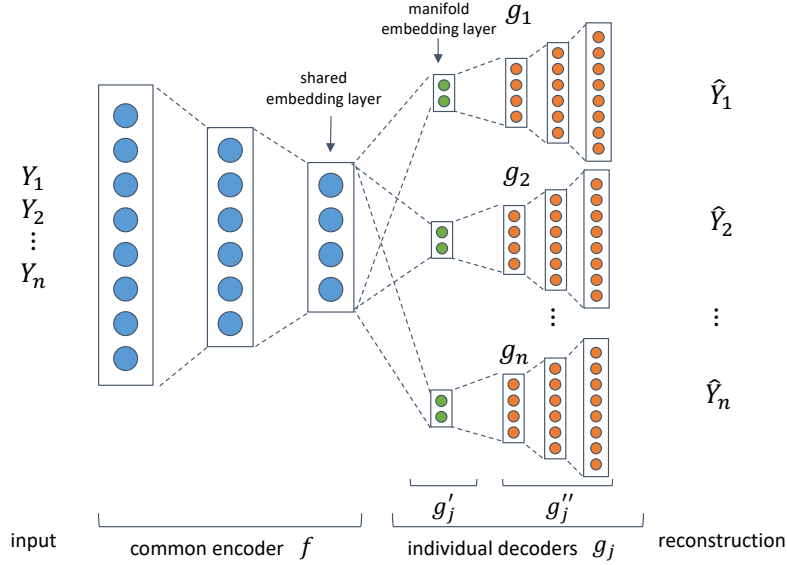 manifold
embedding layer
g₁
shared
embedding layer
Ŷ₁
Y₁
Y₂
⋮
Yₙ
g₂
Ŷ₂
⋮
⋮
gₙ
Ŷₙ
g′ⱼ
g″ⱼ
input
common encoder f
individual decoders gⱼ
reconstruction